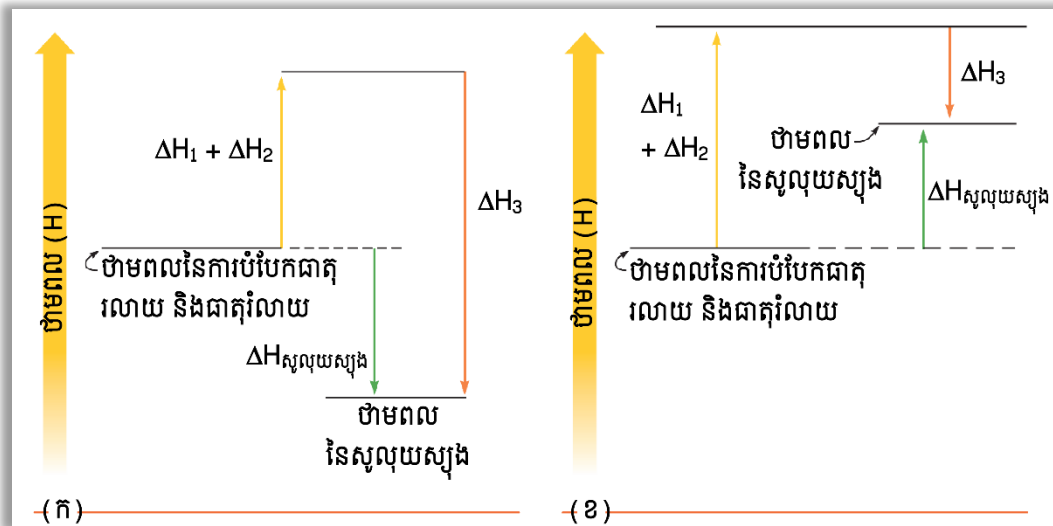 ថាមពល (H)
ΔH₁ + ΔH₂
ΔH₃
ថាមពលនៃការបំបែកធាតុ
រលាយ និងធាតុរំលាយ
ΔHសូលុយស្យុង
ថាមពល
នៃសូលុយស្យុង
(ក)
ថាមពល (H)
ΔH₁
+ ΔH₂
ΔH₃
ថាមពល
នៃសូលុយស្យុង
ΔHសូលុយស្យុង
ថាមពលនៃការបំបែកធាតុ
រលាយ និងធាតុរំលាយ
(ខ)